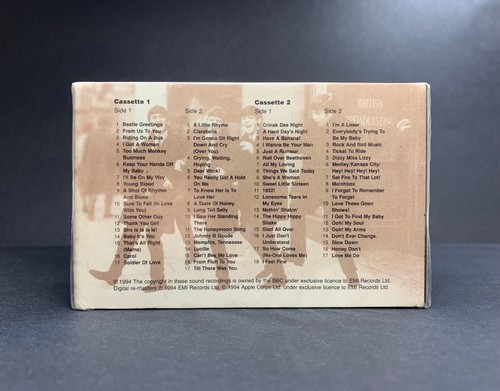 Cassette 1
Side 1
1 Beatle Greetings
2 From Us To You
3 Riding On A Bus
4 I Got A Woman
5 Too Much Monkey
Business
6 Keep Your Hands Off
My Baby
7 I'll Be On My Way
8 Young Blood
9 A Shot Of Rhythm
And Blues
10 Sure To Fall (In Love
With You)
11 Some Other Guy
12 Thank You Girl
13 Sha la la la la!
14 Baby It's You
15 That's All Right
(Mama)
16 Carol
17 Soldier Of Love
Side 2
1 A Little Rhyme
2 Clarabella
3 I'm Gonna Sit Right
Down And Cry
(Over You)
4 Crying, Waiting,
Hoping
5 Dear Wack!
6 You Really Got A Hold
On Me
7 To Know Her Is To
Love Her
8 A Taste Of Honey
9 Long Tall Sally
10 I Saw Her Standing
There
11 The Honeymoon Song
12 Johnny B Goode
13 Memphis, Tennessee
14 Lucille
15 Can't Buy Me Love
16 From Fluff To You
17 Till There Was You
Cassette 2
Side 1
1 Crinsk Dee Night
2 A Hard Day's Night
3 Have A Banana!
4 I Wanna Be Your Man
5 Just A Rumour
6 Roll Over Beethoven
7 All My Loving
8 Things We Said Today
9 She's A Woman
10 Sweet Little Sixteen
11 1822!
12 Lonesome Tears In
My Eyes
13 Nothin' Shakin'
14 The Hippy Hippy
Shake
15 Glad All Over
16 I Just Don't
Understand
17 So How Come
(No-One Loves Me)
18 I Feel Fine
Side 2
1 I'm A Loser
2 Everybody's Trying To
Be My Baby
3 Rock And Roll Music
4 Ticket To Ride
5 Dizzy Miss Lizzy
6 Medley: Kansas City/
Hey! Hey! Hey! Hey!
7 Set Fire To That Lot!
8 Matchbox
9 I Forgot To Remember
To Forget
10 Love These Goon
Shows!
11 I Got To Find My Baby
12 Ooh! My Soul
13 Ooh! My Arms
14 Don't Ever Change
15 Slow Down
16 Honey Don't
17 Love Me Do
BRITISH
BROADCASTING
℗ 1994 The copyright in these sound recordings is owned by the BBC under exclusive licence to EMI Records Ltd.
Digital re-masters ℗ 1994 EMI Records Ltd. © 1994 Apple Corps Ltd. under exclusive licence to EMI Records Ltd.